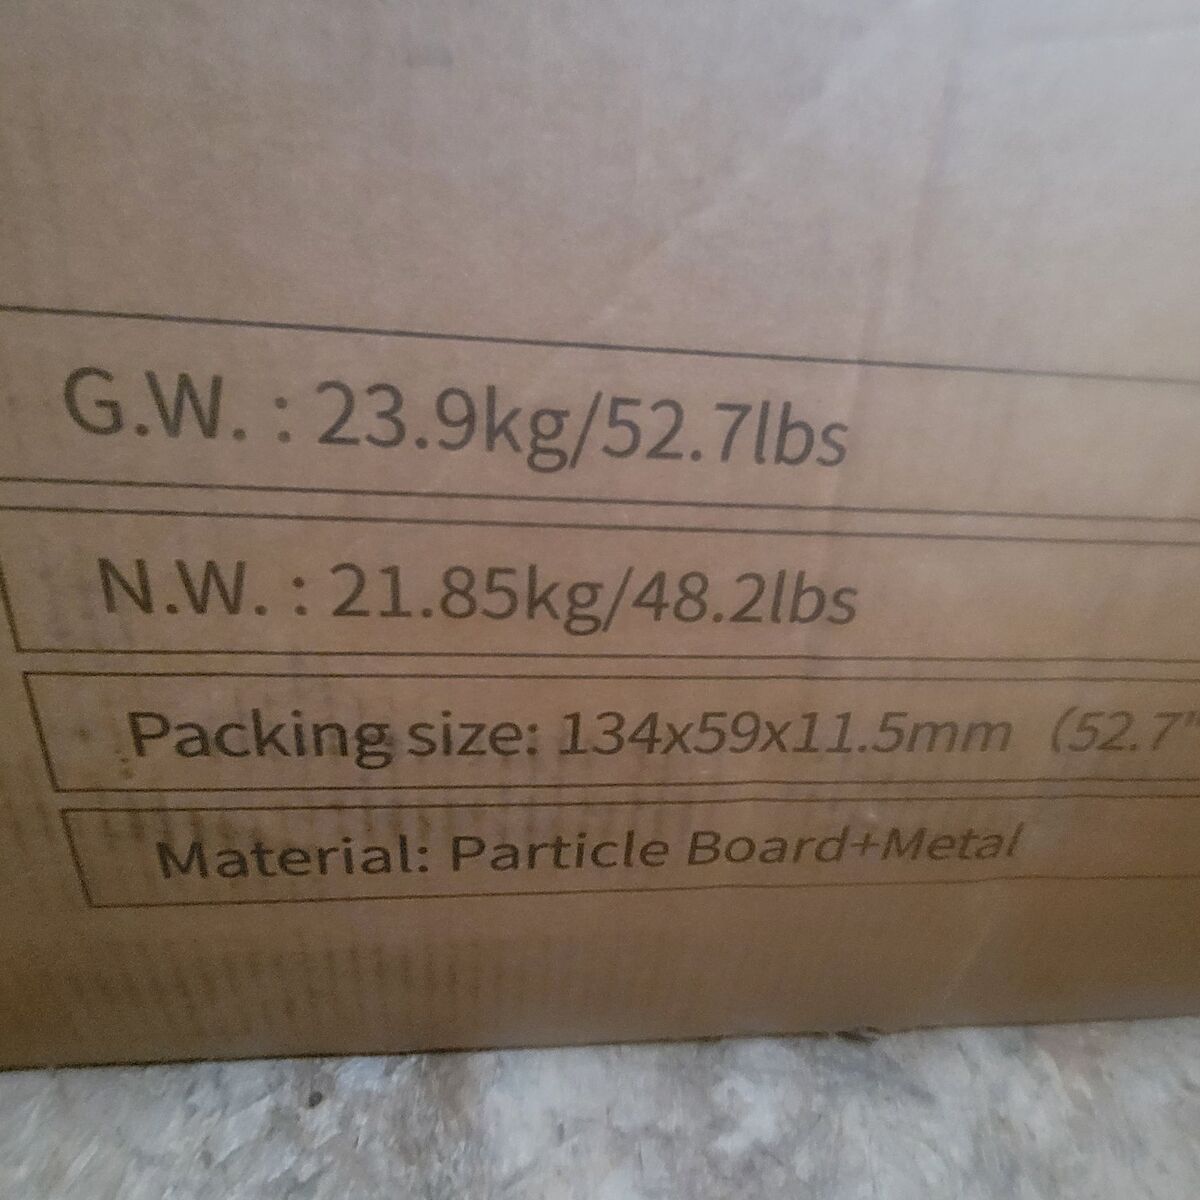 G.W. : 23.9kg/52.7lbs
N.W. : 21.85kg/48.2lbs
Packing size: 134x59x11.5mm (52.7"
Material: Particle Board+Metal